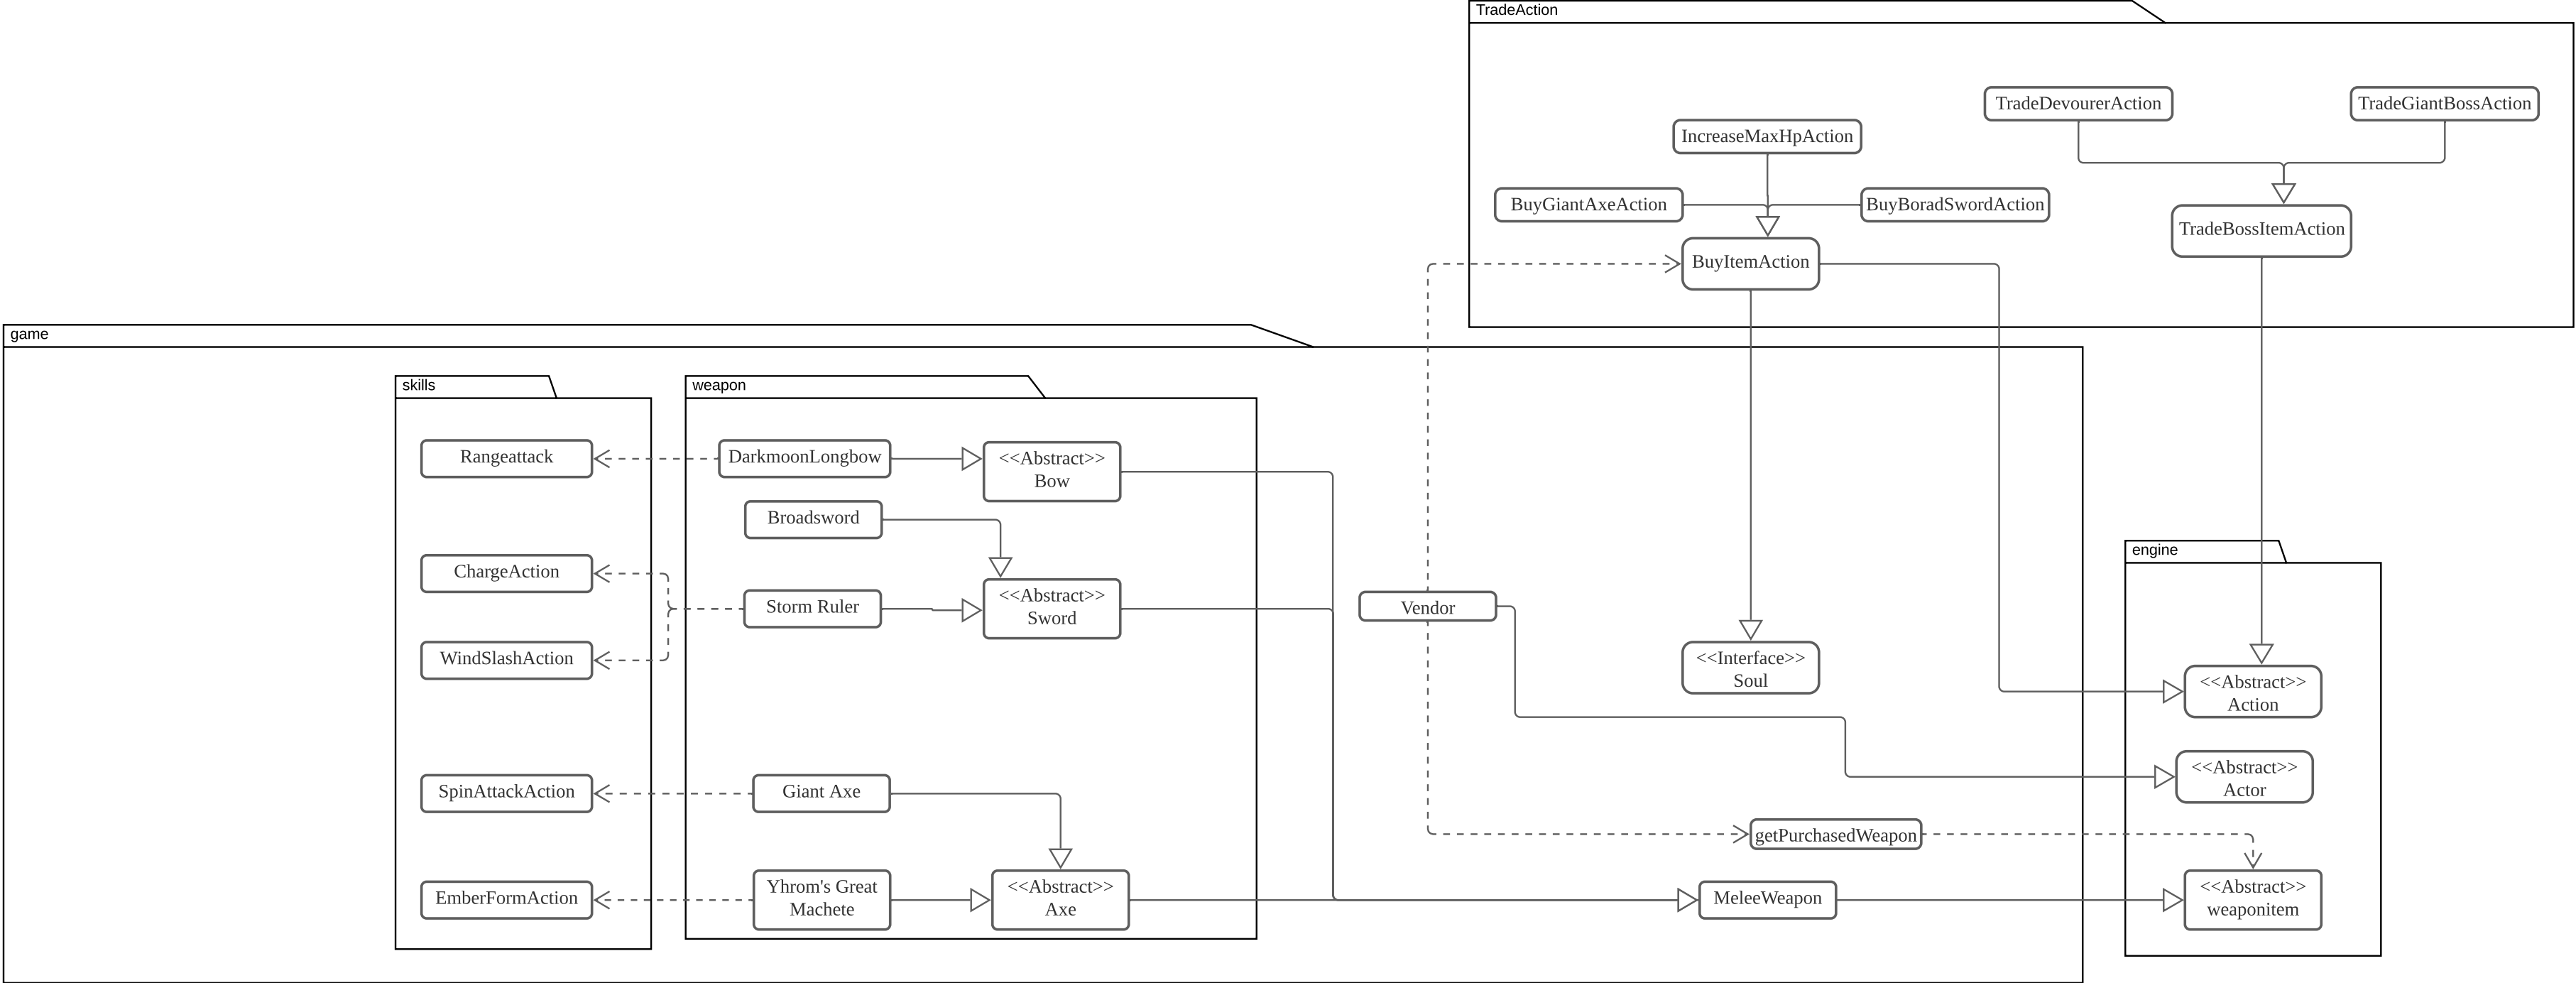 TradeAction
TradeDevourerAction
TradeGiantBossAction
IncreaseMaxHpAction
BuyGiantAxeAction
BuyBoradSwordAction
TradeBossItemAction
BuyItemAction
game
skills
weapon
Rangeattack
DarkmoonLongbow
<<Abstract>>
Bow
Broadsword
engine
ChargeAction
Storm Ruler
<<Abstract>>
Sword
Vendor
WindSlashAction
<<Interface>>
Soul
<<Abstract>>
Action
<<Abstract>>
Actor
SpinAttackAction
Giant Axe
getPurchasedWeapon
EmberFormAction
Yhrom's Great
Machete
<<Abstract>>
Axe
MeleeWeapon
<<Abstract>>
weaponitem